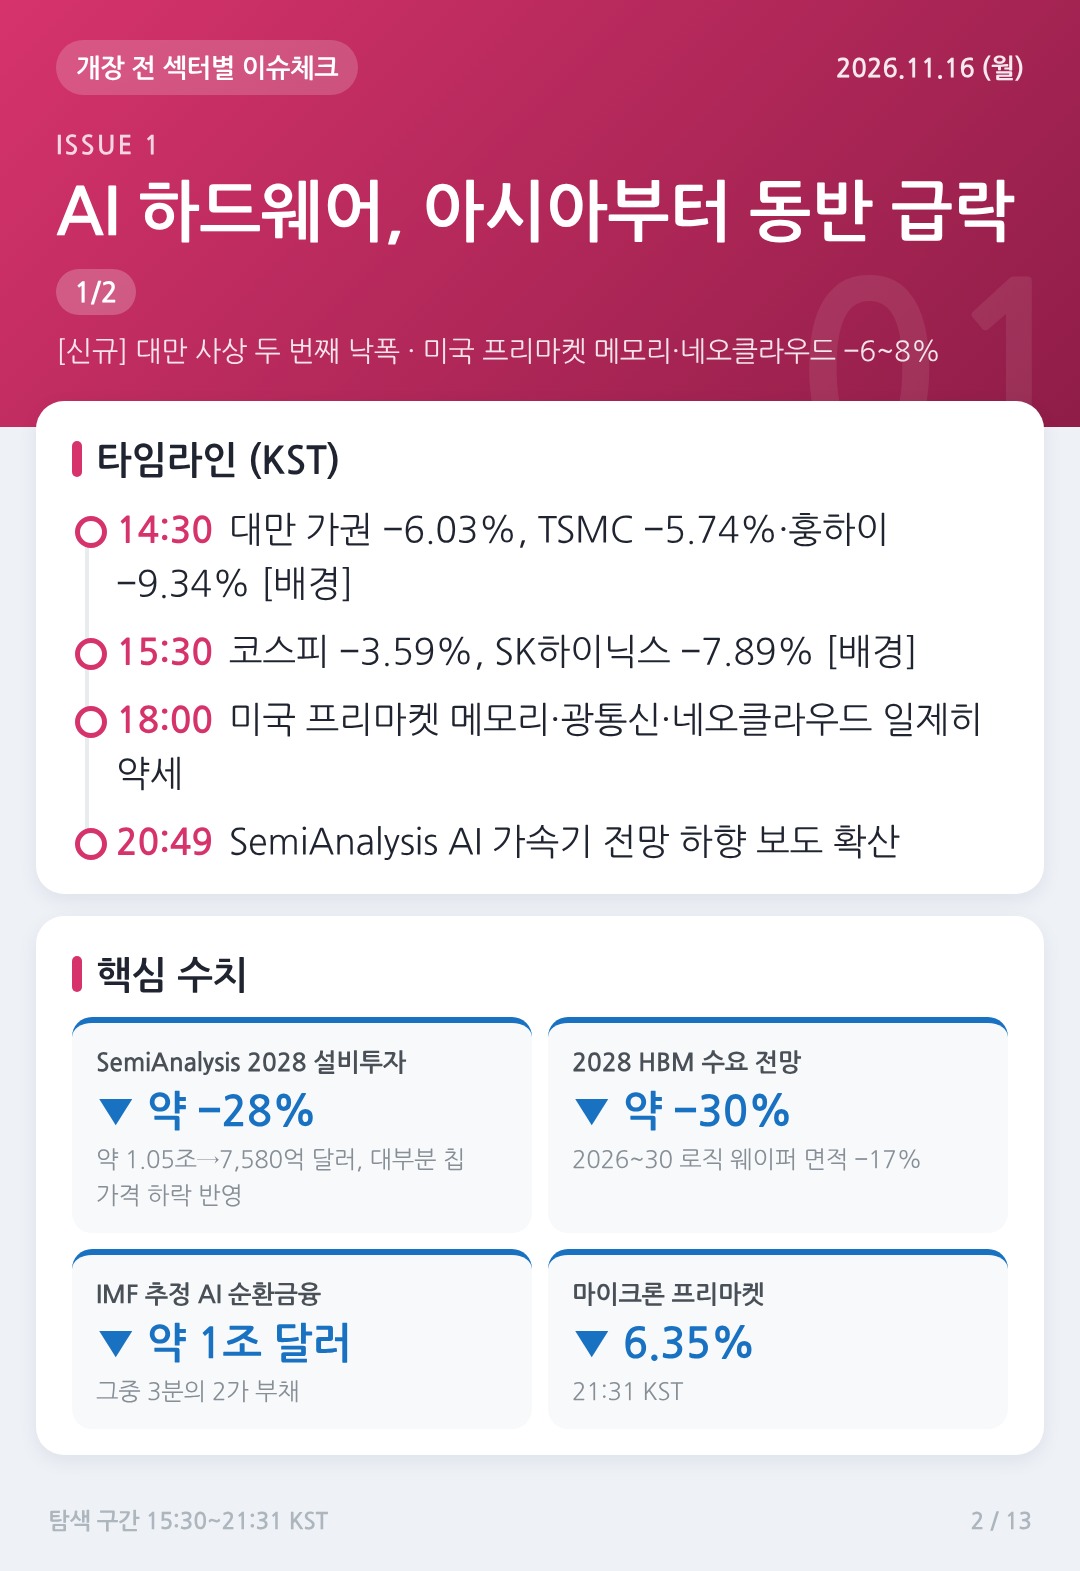 개장 전 섹터별 이슈체크
2026.11.16 (월)
ISSUE 1
AI 하드웨어, 아시아부터 동반 급락
1/2
01
[신규] 대만 사상 두 번째 낙폭 · 미국 프리마켓 메모리·네오클라우드 −6~8%
타임라인 (KST)
14:30 대만 가권 −6.03%, TSMC −5.74%·훙하이
−9.34% [배경]
15:30 코스피 −3.59%, SK하이닉스 −7.89% [배경]
18:00 미국 프리마켓 메모리·광통신·네오클라우드 일제히
약세
20:49 SemiAnalysis AI 가속기 전망 하향 보도 확산
핵심 수치
SemiAnalysis 2028 설비투자
▼ 약 −28%
약 1.05조→7,580억 달러, 대부분 칩
가격 하락 반영
2028 HBM 수요 전망
▼ 약 −30%
2026~30 로직 웨이퍼 면적 −17%
IMF 추정 AI 순환금융
▼ 약 1조 달러
그중 3분의 2가 부채
마이크론 프리마켓
▼ 6.35%
21:31 KST
탐색 구간 15:30~21:31 KST
2 / 13